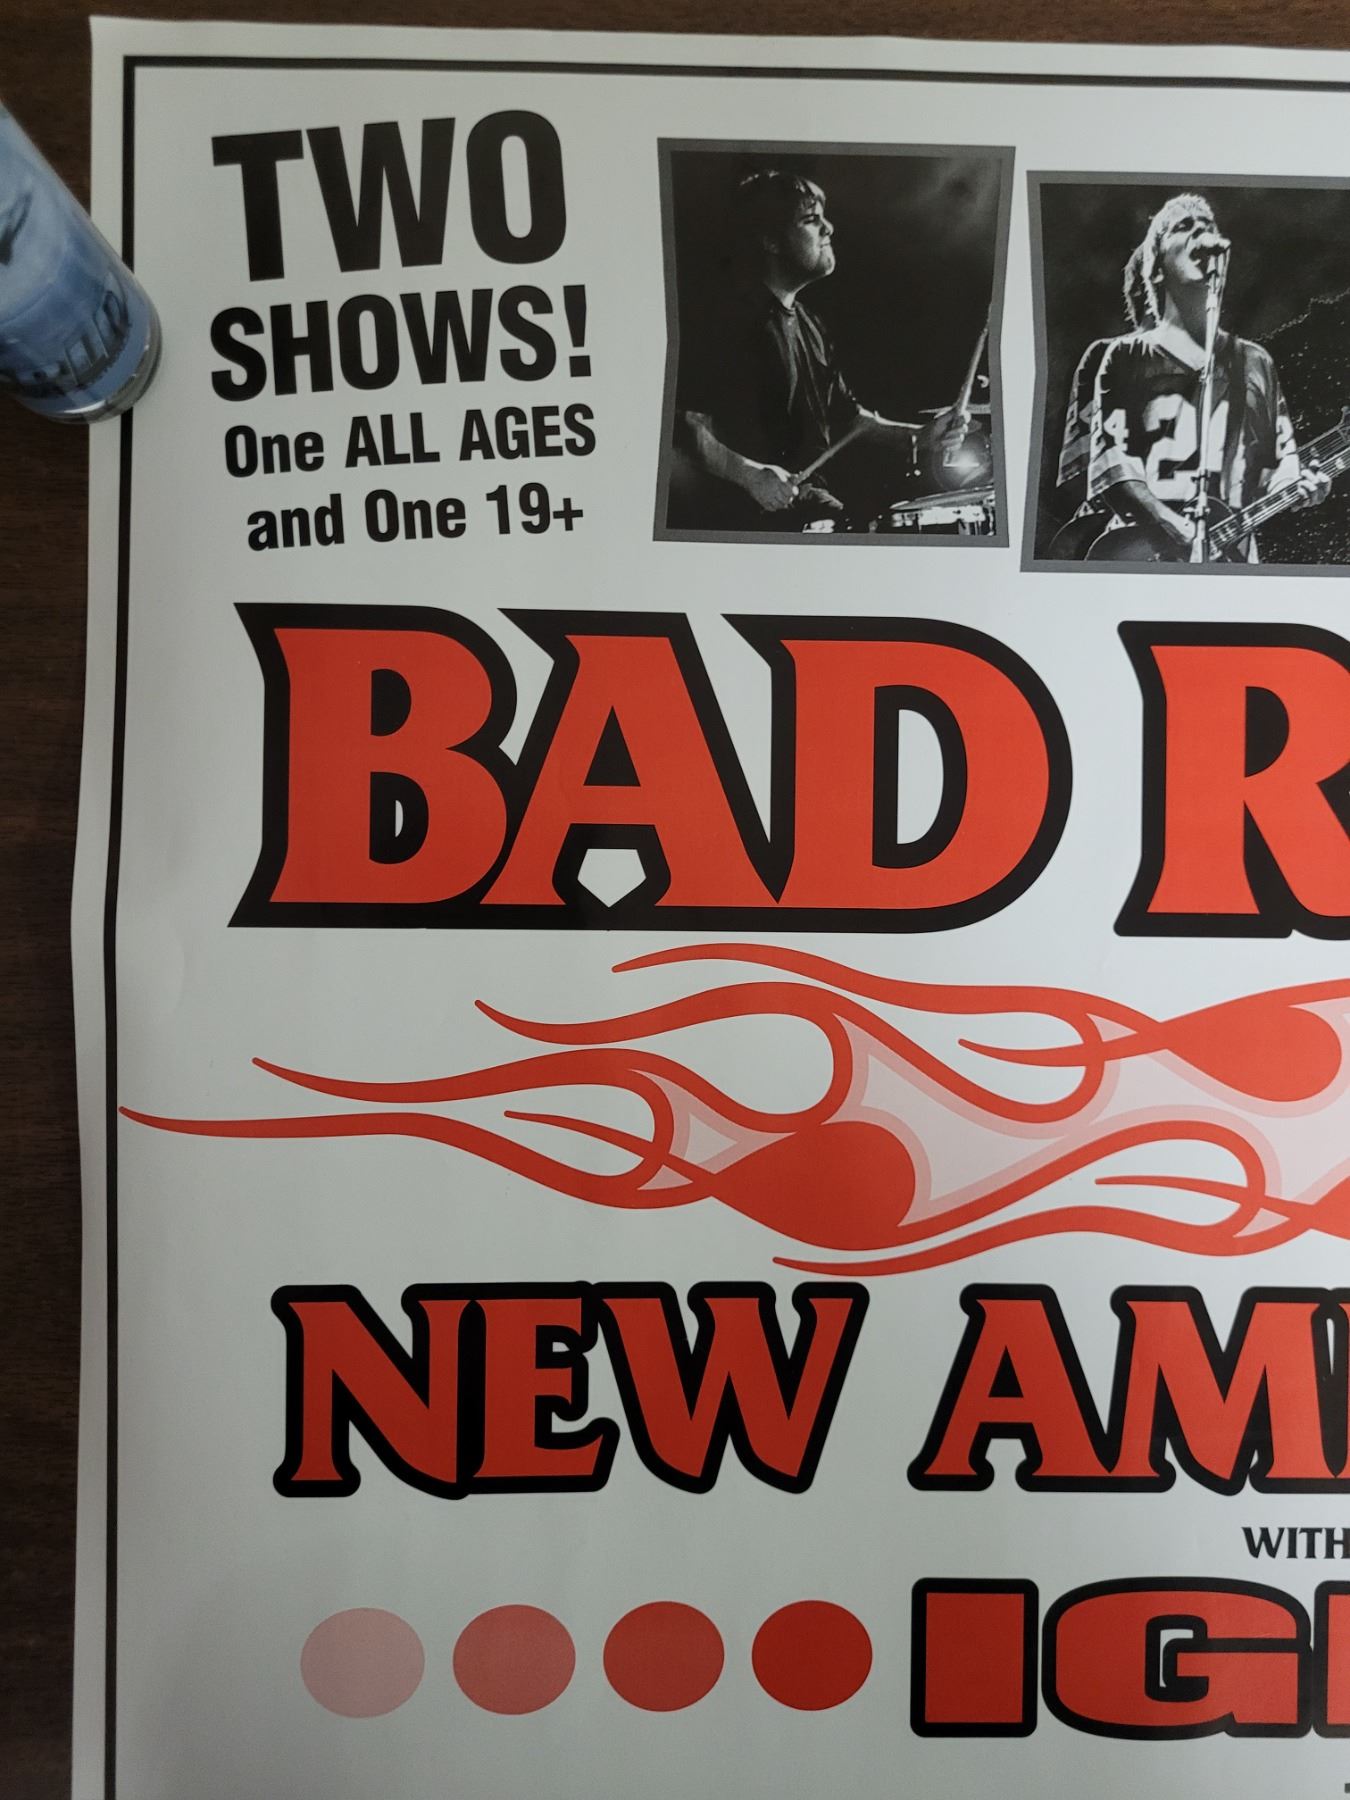 TWO
SHOWS!
One ALL AGES
and One 19+
BAD R
NEW AM
WITH
IG